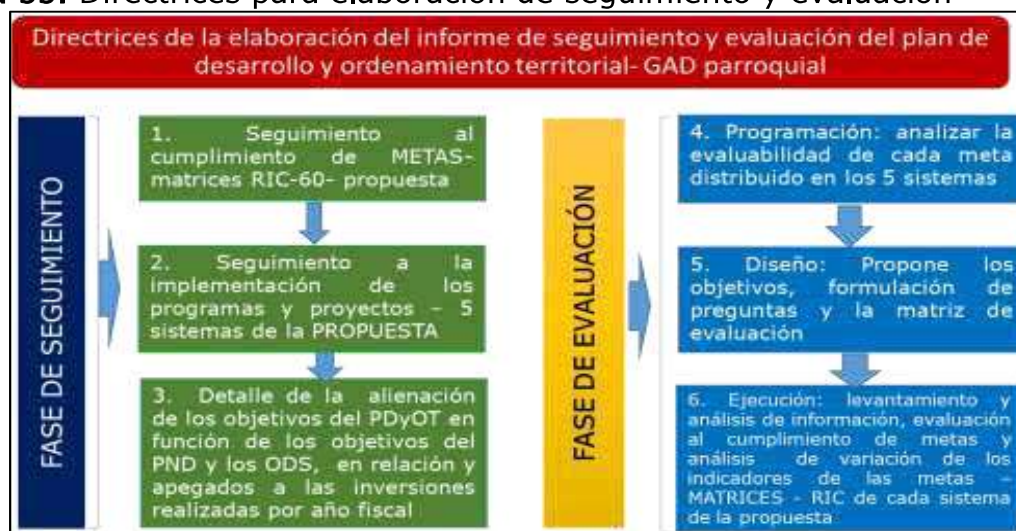 55. Directrices para elaboración de seguimiento y evaluación
Directrices de la elaboración del informe de seguimiento y evaluación del plan de
desarrollo y ordenamiento territorial- GAD parroquial
FASE DE SEGUIMIENTO
1. Seguimiento al
cumplimiento de METAS-
matrices RIC-60- propuesta
2. Seguimiento a la
implementación de los
programas y proyectos – 5
sistemas de la PROPUESTA
3. Detalle de la alienación
de los objetivos del PDyOT en
función de los objetivos del
PND y los ODS, en relación y
apegados a las inversiones
realizadas por año fiscal
FASE DE EVALUACIÓN
4. Programación: analizar la
evaluabilidad de cada meta
distribuido en los 5 sistemas
5. Diseño: Propone los
objetivos, formulación de
preguntas y la matriz de
evaluación
6. Ejecución: levantamiento y
análisis de información, evaluación
al cumplimiento de metas y
análisis de variación de los
indicadores de las metas –
MATRICES - RIC de cada sistema
de la propuesta